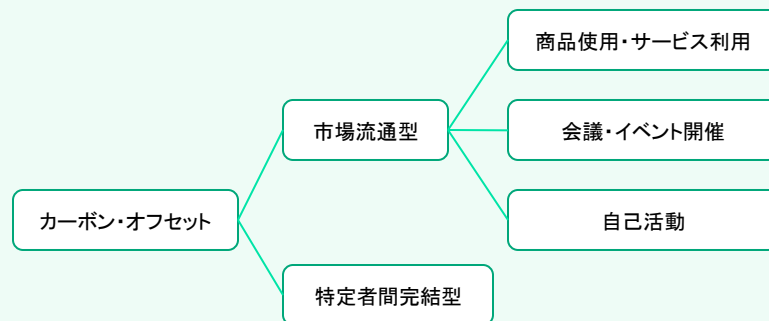 商品使用・サービス利用
市場流通型
会議・イベント開催
カーボン・オフセット
自己活動
特定者間完結型